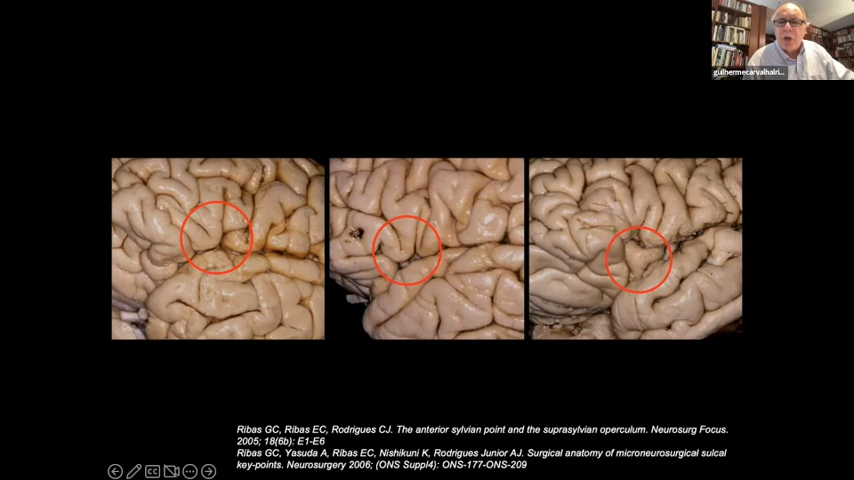 guilhermecarvalhalri...
Ribas GC, Ribas EC, Rodrigues CJ. The anterior sylvian point and the suprasylvian operculum. Neurosurg Focus.
2005; 18(6b): E1-E6
Ribas GC, Yasuda A, Ribas EC, Nishikuni K, Rodrigues Junior AJ. Surgical anatomy of microneurosurgical sulcal
key-points. Neurosurgery 2006; (ONS Suppl4): ONS-177-ONS-209
CC